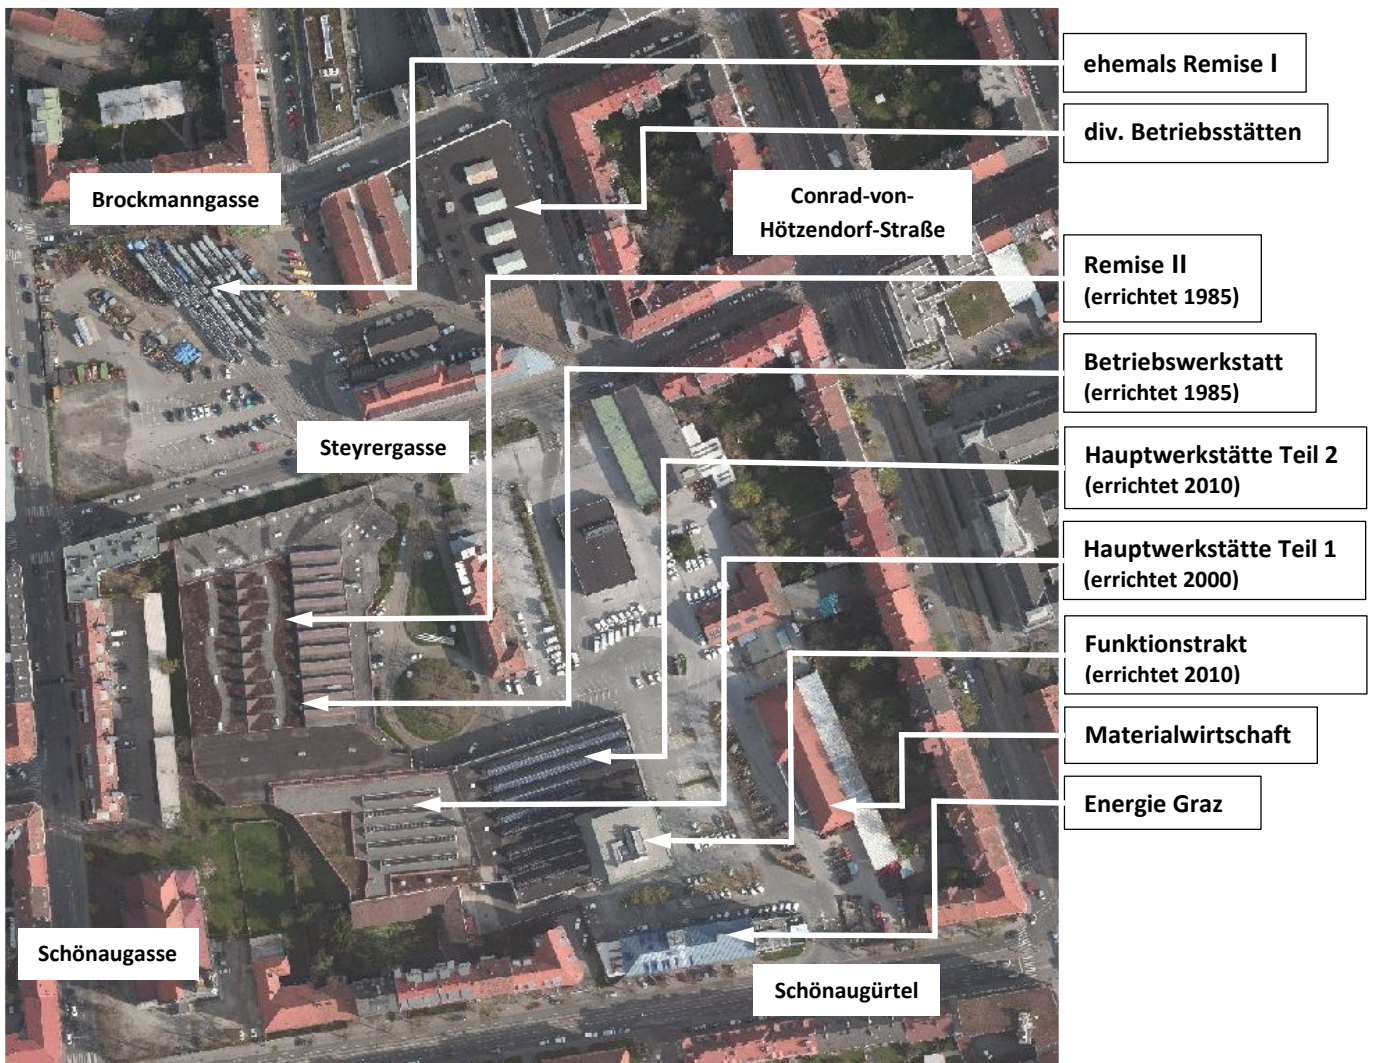 ehemals Remise I
div. Betriebsstätten
Brockmanngasse
Conrad-von-
Hötzendorf-Straße
Remise II
(errichtet 1985)
Betriebswerkstatt
(errichtet 1985)
Steyrergasse
Hauptwerkstätte Teil 2
(errichtet 2010)
Hauptwerkstätte Teil 1
(errichtet 2000)
Funktionstrakt
(errichtet 2010)
Materialwirtschaft
Energie Graz
Schönaugasse
Schönaugürtel